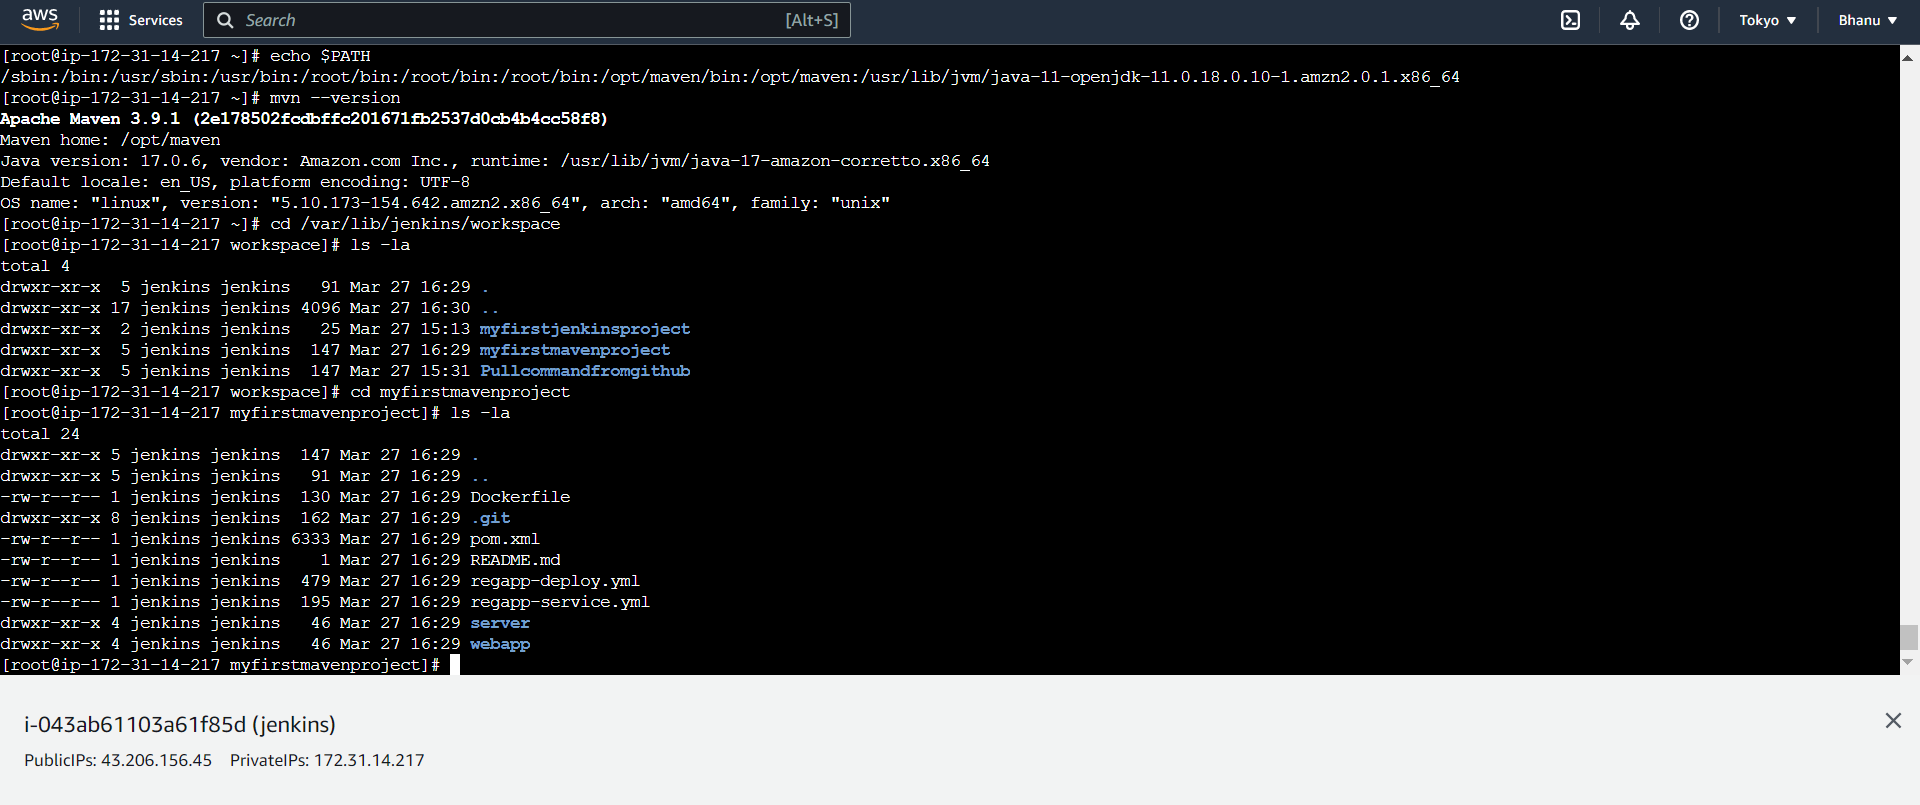 aws Services Search [Alt+S] Tokyo ▼ Bhanu ▼
[root@ip-172-31-14-217 ~]# echo $PATH
/sbin:/bin:/usr/sbin:/usr/bin:/root/bin:/root/bin:/root/bin:/opt/maven/bin:/opt/maven:/usr/lib/jvm/java-11-openjdk-11.0.18.0.10-1.amzn2.0.1.x86_64
[root@ip-172-31-14-217 ~]# mvn --version
Apache Maven 3.9.1 (2e178502fcdbffc201671fb2537d0cb4b4cc58f8)
Maven home: /opt/maven
Java version: 17.0.6, vendor: Amazon.com Inc., runtime: /usr/lib/jvm/java-17-amazon-corretto.x86_64
Default locale: en_US, platform encoding: UTF-8
OS name: "linux", version: "5.10.173-154.642.amzn2.x86_64", arch: "amd64", family: "unix"
[root@ip-172-31-14-217 ~]# cd /var/lib/jenkins/workspace
[root@ip-172-31-14-217 workspace]# ls -la
total 4
drwxr-xr-x  5 jenkins jenkins   91 Mar 27 16:29 .
drwxr-xr-x 17 jenkins jenkins 4096 Mar 27 16:30 ..
drwxr-xr-x  2 jenkins jenkins   25 Mar 27 15:13 myfirstjenkinsproject
drwxr-xr-x  5 jenkins jenkins  147 Mar 27 16:29 myfirstmavenproject
drwxr-xr-x  5 jenkins jenkins  147 Mar 27 15:31 Pullcommandfromgithub
[root@ip-172-31-14-217 workspace]# cd myfirstmavenproject
[root@ip-172-31-14-217 myfirstmavenproject]# ls -la
total 24
drwxr-xr-x 5 jenkins jenkins  147 Mar 27 16:29 .
drwxr-xr-x 5 jenkins jenkins   91 Mar 27 16:29 ..
-rw-r--r-- 1 jenkins jenkins  130 Mar 27 16:29 Dockerfile
drwxr-xr-x 8 jenkins jenkins  162 Mar 27 16:29 .git
-rw-r--r-- 1 jenkins jenkins 6333 Mar 27 16:29 pom.xml
-rw-r--r-- 1 jenkins jenkins    1 Mar 27 16:29 README.md
-rw-r--r-- 1 jenkins jenkins  479 Mar 27 16:29 regapp-deploy.yml
-rw-r--r-- 1 jenkins jenkins  195 Mar 27 16:29 regapp-service.yml
drwxr-xr-x 4 jenkins jenkins   46 Mar 27 16:29 server
drwxr-xr-x 4 jenkins jenkins   46 Mar 27 16:29 webapp
[root@ip-172-31-14-217 myfirstmavenproject]#
i-043ab61103a61f85d (jenkins)
PublicIPs: 43.206.156.45 PrivateIPs: 172.31.14.217